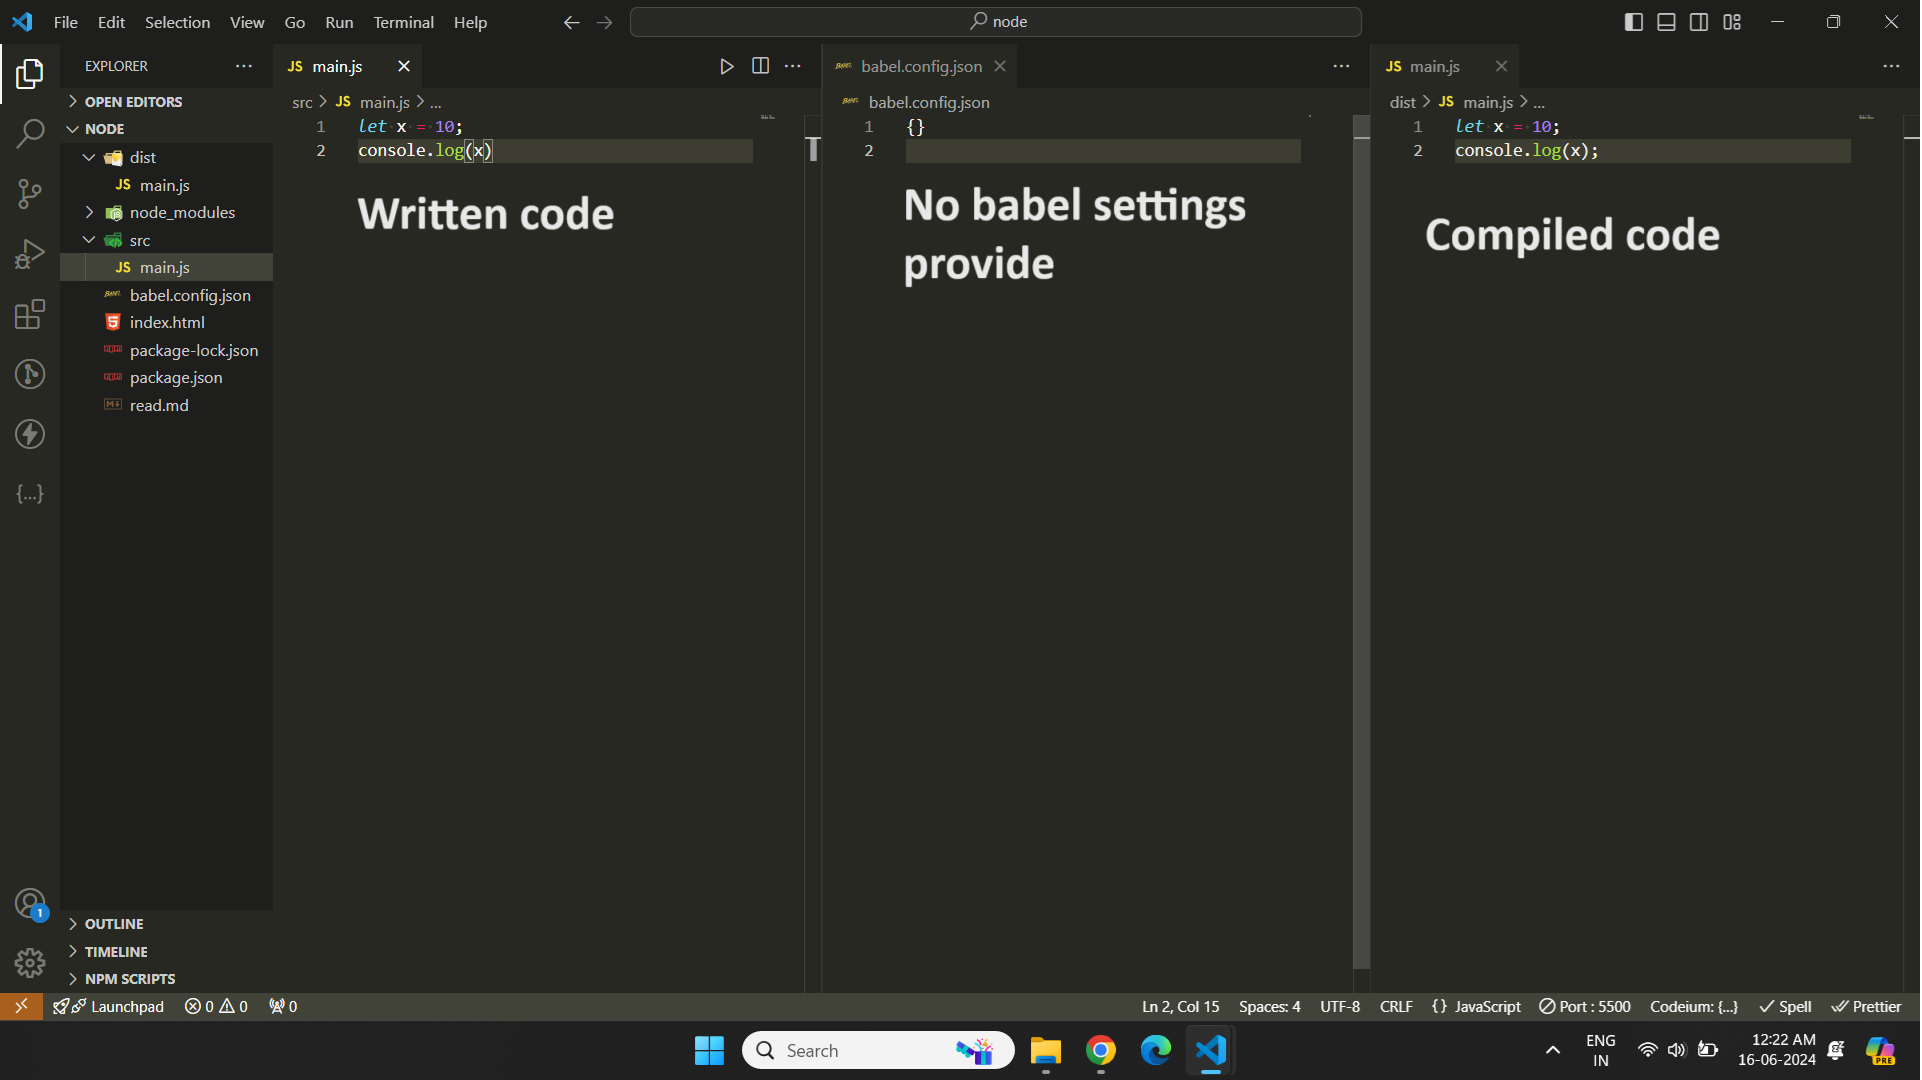 File Edit Selection View Go Run Terminal Help
node
EXPLORER
OPEN EDITORS
NODE
dist
JS main.js
node_modules
src
JS main.js
babel.config.json
index.html
package-lock.json
package.json
read.md
OUTLINE
TIMELINE
NPM SCRIPTS
JS main.js
src > JS main.js > ...
1 let x = 10;
2 console.log(x)
Written code
babel.config.json
babel.config.json
1 {}
2
No babel settings
provide
JS main.js
dist > JS main.js > ...
1 let x = 10;
2 console.log(x);
Compiled code
1
Launchpad 0 0 0
Ln 2, Col 15 Spaces: 4 UTF-8 CRLF {} JavaScript Port : 5500 Codeium: {...} Spell Prettier
Search
ENG
IN
12:22 AM
16-06-2024
PRE